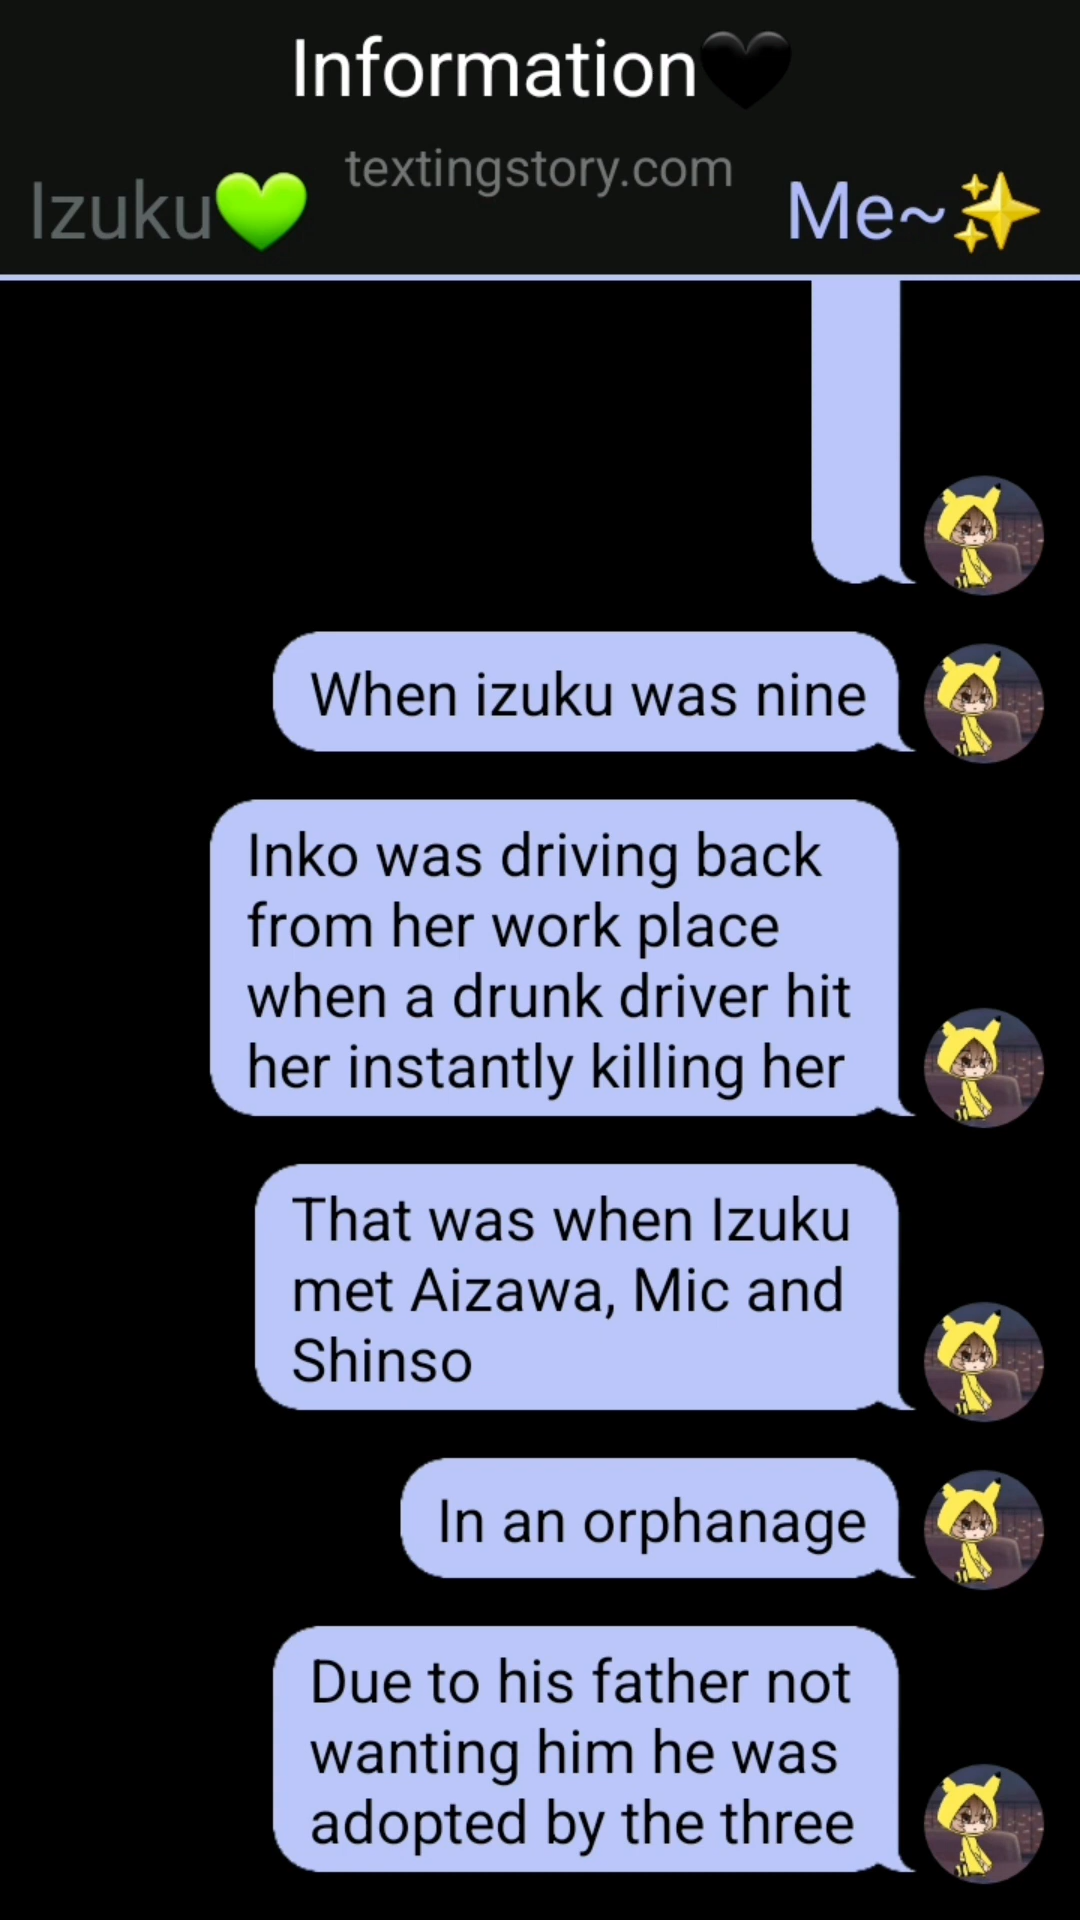 Information🖤
textingstory.com
Izuku💚
Me~✨
When izuku was nine
Inko was driving back
from her work place
when a drunk driver hit
her instantly killing her
That was when Izuku
met Aizawa, Mic and
Shinso
In an orphanage
Due to his father not
wanting him he was
adopted by the three